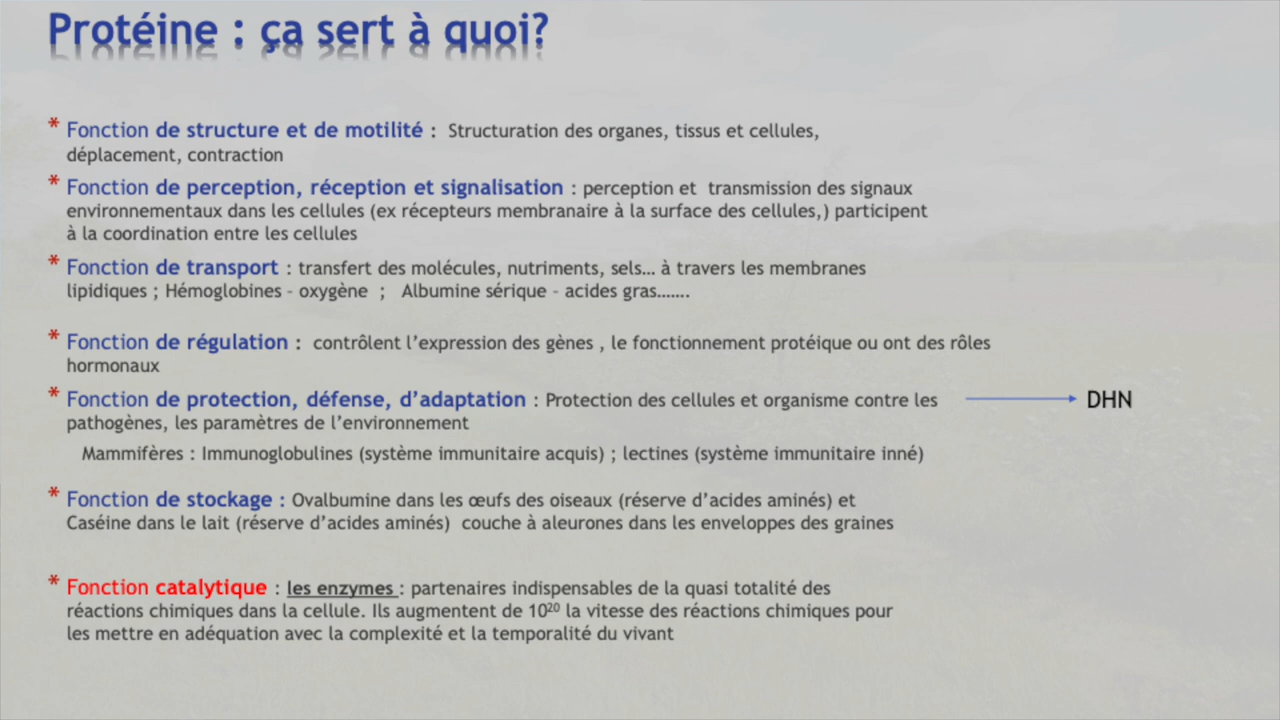 Protéine : ça sert à quoi?
* Fonction de structure et de motilité : Structuration des organes, tissus et cellules,
déplacement, contraction
* Fonction de perception, réception et signalisation : perception et transmission des signaux
environnementaux dans les cellules (ex récepteurs membranaire à la surface des cellules,) participent
à la coordination entre les cellules
* Fonction de transport : transfert des molécules, nutriments, sels… à travers les membranes
lipidiques ; Hémoglobines – oxygène ; Albumine sérique – acides gras…….
* Fonction de régulation : contrôlent l’expression des gènes , le fonctionnement protéique ou ont des rôles
hormonaux
* Fonction de protection, défense, d’adaptation : Protection des cellules et organisme contre les
pathogènes, les paramètres de l’environnement
DHN
Mammifères : Immunoglobulines (système immunitaire acquis) ; lectines (système immunitaire inné)
* Fonction de stockage : Ovalbumine dans les œufs des oiseaux (réserve d’acides aminés) et
Caséine dans le lait (réserve d’acides aminés) couche à aleurones dans les enveloppes des graines
* Fonction catalytique : les enzymes : partenaires indispensables de la quasi totalité des
réactions chimiques dans la cellule. Ils augmentent de 10²⁰ la vitesse des réactions chimiques pour
les mettre en adéquation avec la complexité et la temporalité du vivant